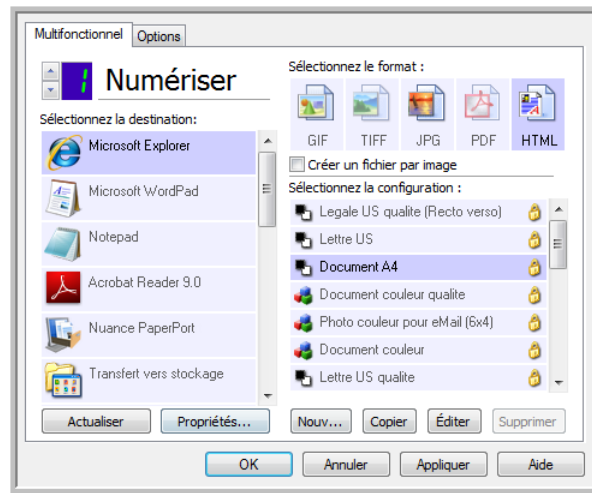 Multifonctionnel
Options
1 Numériser
Sélectionnez la destination:
Microsoft Explorer
Microsoft WordPad
Notepad
Acrobat Reader 9.0
Nuance PaperPort
Transfert vers stockage
Actualiser
Propriétés...
Sélectionnez le format :
GIF
TIFF
JPG
PDF
HTML
Créer un fichier par image
Sélectionnez la configuration :
Legale US qualite (Recto verso)
Lettre US
Document A4
Document couleur qualite
Photo couleur pour eMail (6x4)
Document couleur
Lettre US qualite
Nouv...
Copier
Éditer
Supprimer
OK
Annuler
Appliquer
Aide